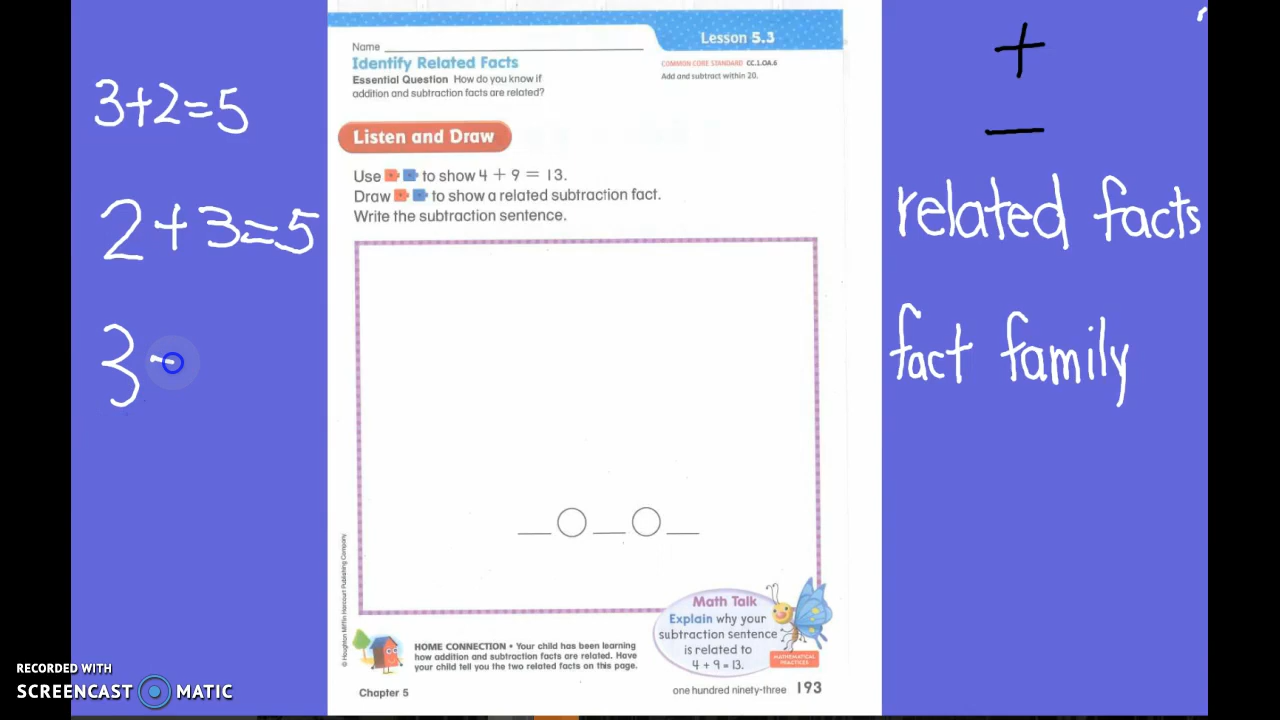 3+2=5
2+3=5
3 -
Name
Lesson 5.3
Identify Related Facts
Essential Question How do you know if
addition and subtraction facts are related?
COMMON CORE STANDARD CC.1.OA.6
Add and subtract within 20.
Listen and Draw
Use to show 4 + 9 = 13.
Draw to show a related subtraction fact.
Write the subtraction sentence.
Math Talk
Explain why your
subtraction sentence
is related to
4 + 9 = 13.
MATHEMATICAL
PRACTICES
HOME CONNECTION • Your child has been learning
how addition and subtraction facts are related. Have
your child tell you the two related facts on this page.
© Houghton Mifflin Harcourt Publishing Company
Chapter 5
one hundred ninety-three 193
+
−
related facts
fact family
RECORDED WITH
SCREENCAST MATIC